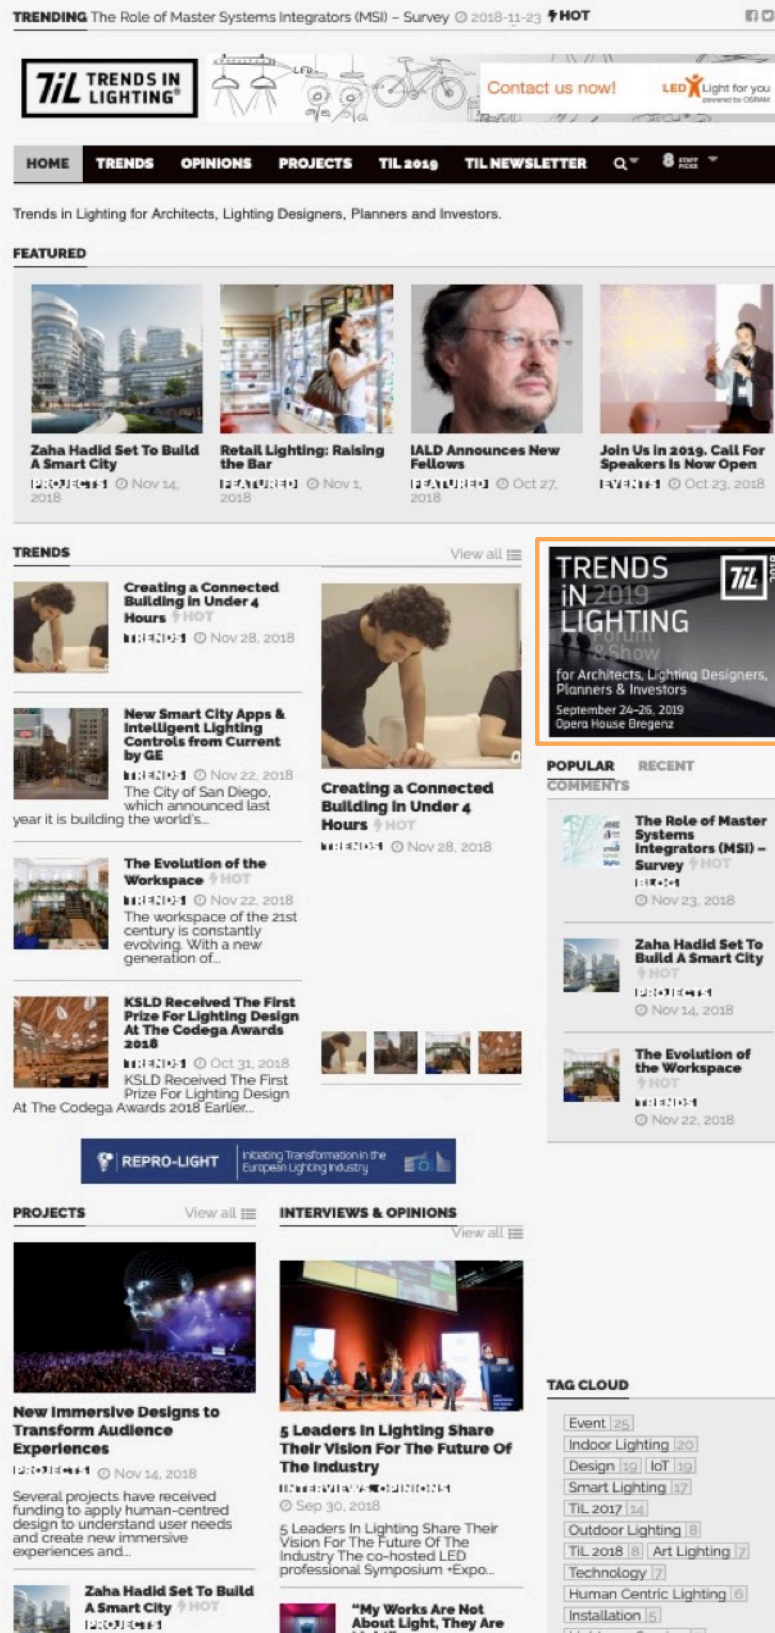 TRENDING The Role of Master Systems Integrators (MSI) – Survey 2018-11-23 HOT
TiL TRENDS IN
LIGHTING®
LED
Contact us now!
LED Light for you
powered by OSRAM
HOME TRENDS OPINIONS PROJECTS TIL 2019 TIL NEWSLETTER 8 STAFF
PICKS
Trends in Lighting for Architects, Lighting Designers, Planners and Investors.
FEATURED
Zaha Hadid Set To Build
A Smart City
PROJECTS Nov 14,
2018
Retail Lighting: Raising
the Bar
FEATURED Nov 1,
2018
IALD Announces New
Fellows
FEATURED Oct 27,
2018
Join Us in 2019. Call For
Speakers Is Now Open
EVENTS Oct 23, 2018
TRENDS View all
Creating a Connected
Building in Under 4
Hours HOT
TRENDS Nov 28, 2018
New Smart City Apps &
Intelligent Lighting
Controls from Current
by GE
TRENDS Nov 22, 2018
The City of San Diego,
which announced last
year it is building the world's...
The Evolution of the
Workspace HOT
TRENDS Nov 22, 2018
The workspace of the 21st
century is constantly
evolving. With a new
generation of...
KSLD Received The First
Prize For Lighting Design
At The Codega Awards
2018
TRENDS Oct 31, 2018
KSLD Received The First
Prize For Lighting Design
At The Codega Awards 2018 Earlier...
Creating a Connected
Building in Under 4
Hours HOT
TRENDS Nov 28, 2018
TRENDS
iN 2019
LIGHTING
Forum
& Show
TiL 2019
for Architects, Lighting Designers,
Planners & Investors
September 24–26, 2019
Opera House Bregenz
POPULAR RECENT
COMMENTS
The Role of Master
Systems
Integrators (MSI) –
Survey HOT
BLOG
Nov 23, 2018
Zaha Hadid Set To
Build A Smart City
HOT
PROJECTS
Nov 14, 2018
The Evolution of
the Workspace
HOT
TRENDS
Nov 22, 2018
REPRO-LIGHT Initiating Transformation in the
European Lighting Industry
PROJECTS View all
New Immersive Designs to
Transform Audience
Experiences
PROJECTS Nov 14, 2018
Several projects have received
funding to apply human-centred
design to understand user needs
and create new immersive
experiences and...
Zaha Hadid Set To Build
A Smart City HOT
PROJECTS
INTERVIEWS & OPINIONS
View all
5 Leaders In Lighting Share
Their Vision For The Future Of
The Industry
INTERVIEWS, OPINIONS
Sep 30, 2018
5 Leaders In Lighting Share Their
Vision For The Future Of The
Industry The co-hosted LED
professional Symposium +Expo...
"My Works Are Not
About Light, They Are
TAG CLOUD
Event 25
Indoor Lighting 20
Design 19 IoT 19
Smart Lighting 17
TiL 2017 14
Outdoor Lighting 8
TiL 2018 8 Art Lighting 7
Technology 7
Human Centric Lighting 6
Installation 5